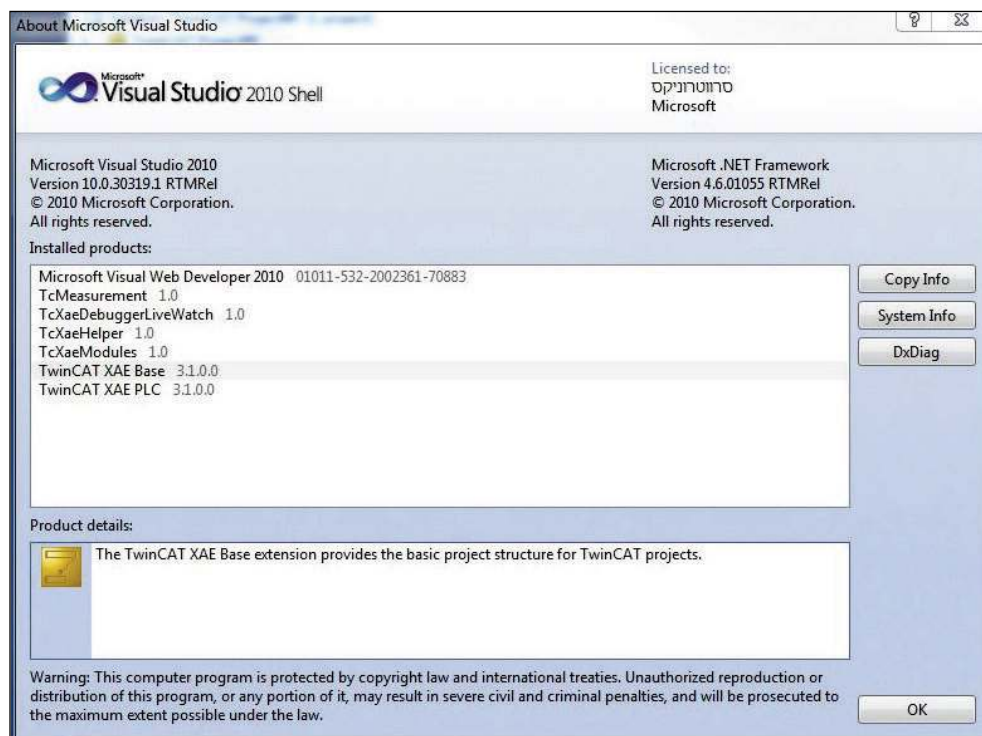 About Microsoft Visual Studio
Microsoft®
Visual Studio® 2010 Shell
Licensed to:
סרווטרוניקס
Microsoft
Microsoft Visual Studio 2010
Version 10.0.30319.1 RTMRel
© 2010 Microsoft Corporation.
All rights reserved.
Microsoft .NET Framework
Version 4.6.01055 RTMRel
© 2010 Microsoft Corporation.
All rights reserved.
Installed products:
Microsoft Visual Web Developer 2010 01011-532-2002361-70883
TcMeasurement 1.0
TcXaeDebuggerLiveWatch 1.0
TcXaeHelper 1.0
TcXaeModules 1.0
TwinCAT XAE Base 3.1.0.0
TwinCAT XAE PLC 3.1.0.0
Copy Info
System Info
DxDiag
Product details:
The TwinCAT XAE Base extension provides the basic project structure for TwinCAT projects.
Warning: This computer program is protected by copyright law and international treaties. Unauthorized reproduction or
distribution of this program, or any portion of it, may result in severe civil and criminal penalties, and will be prosecuted to
the maximum extent possible under the law.
OK